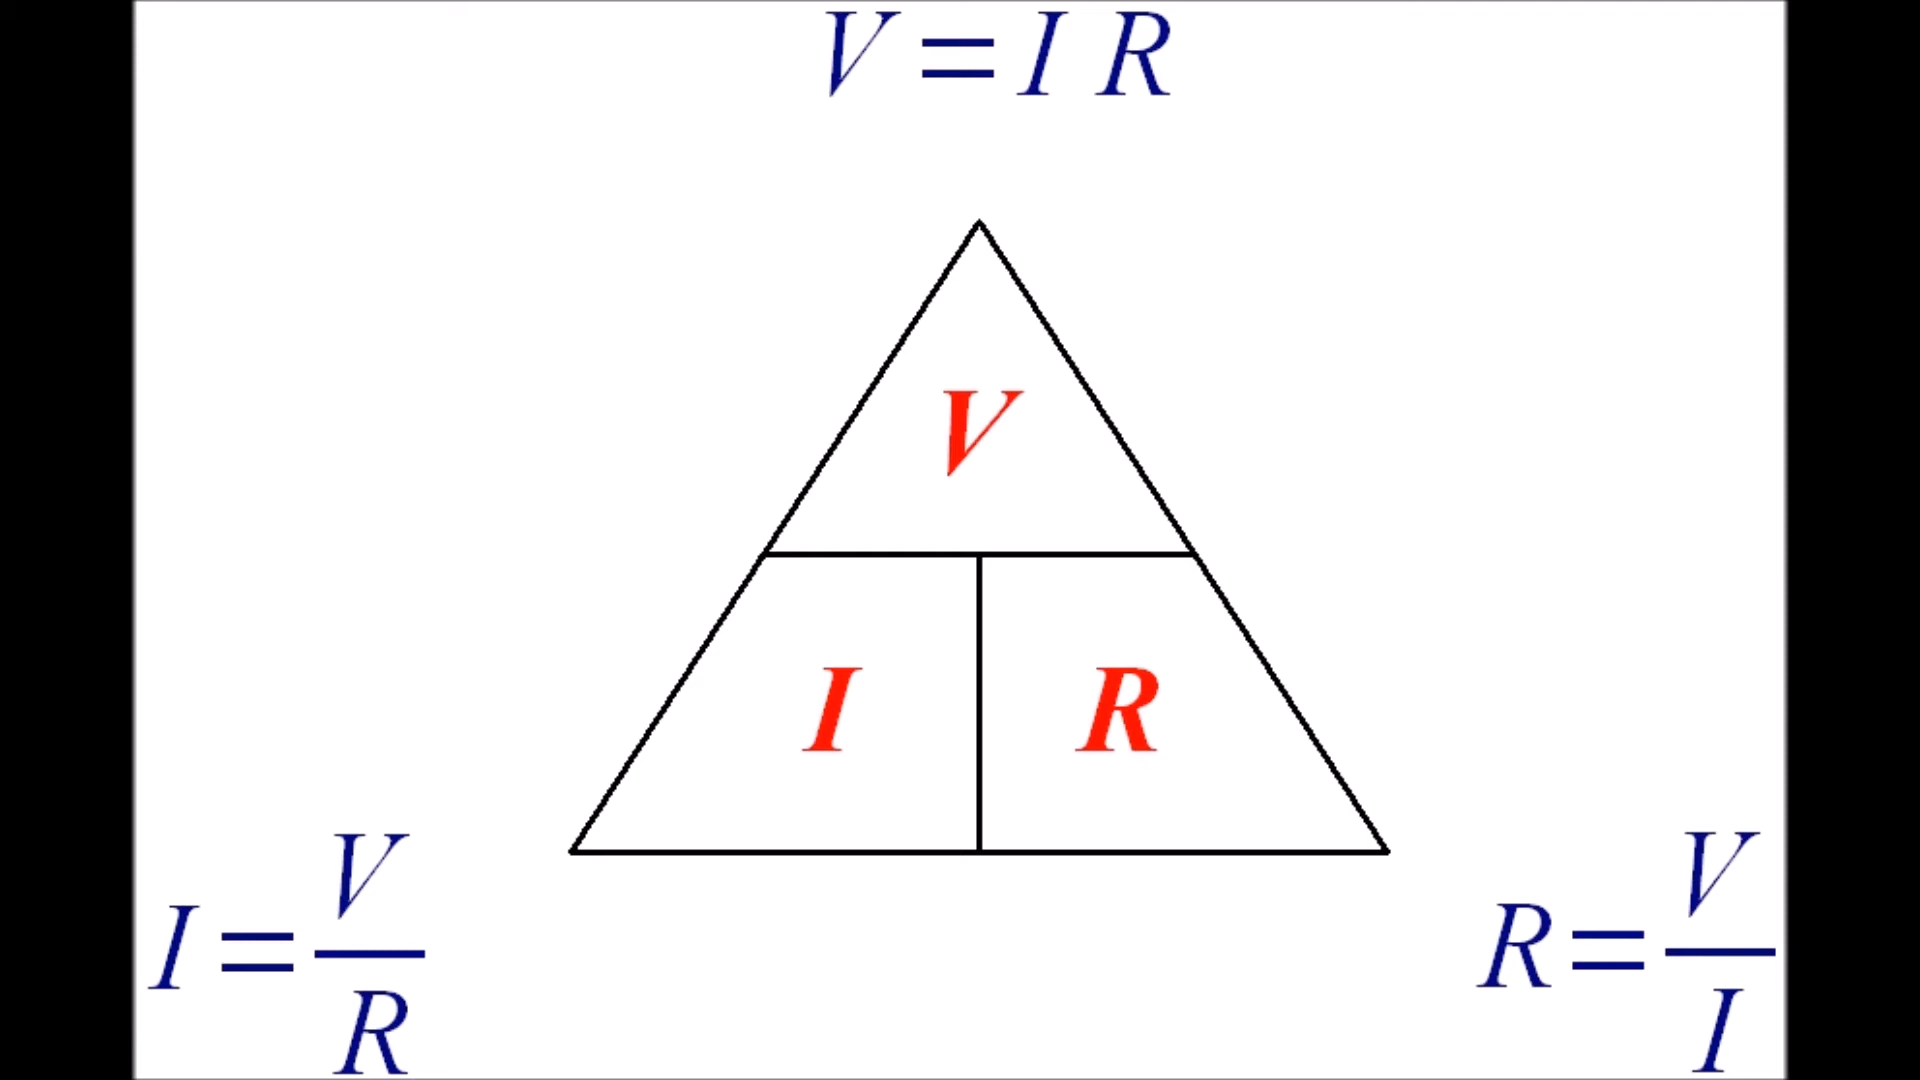 V = I R
V
I R
I = V/R
R = V/I